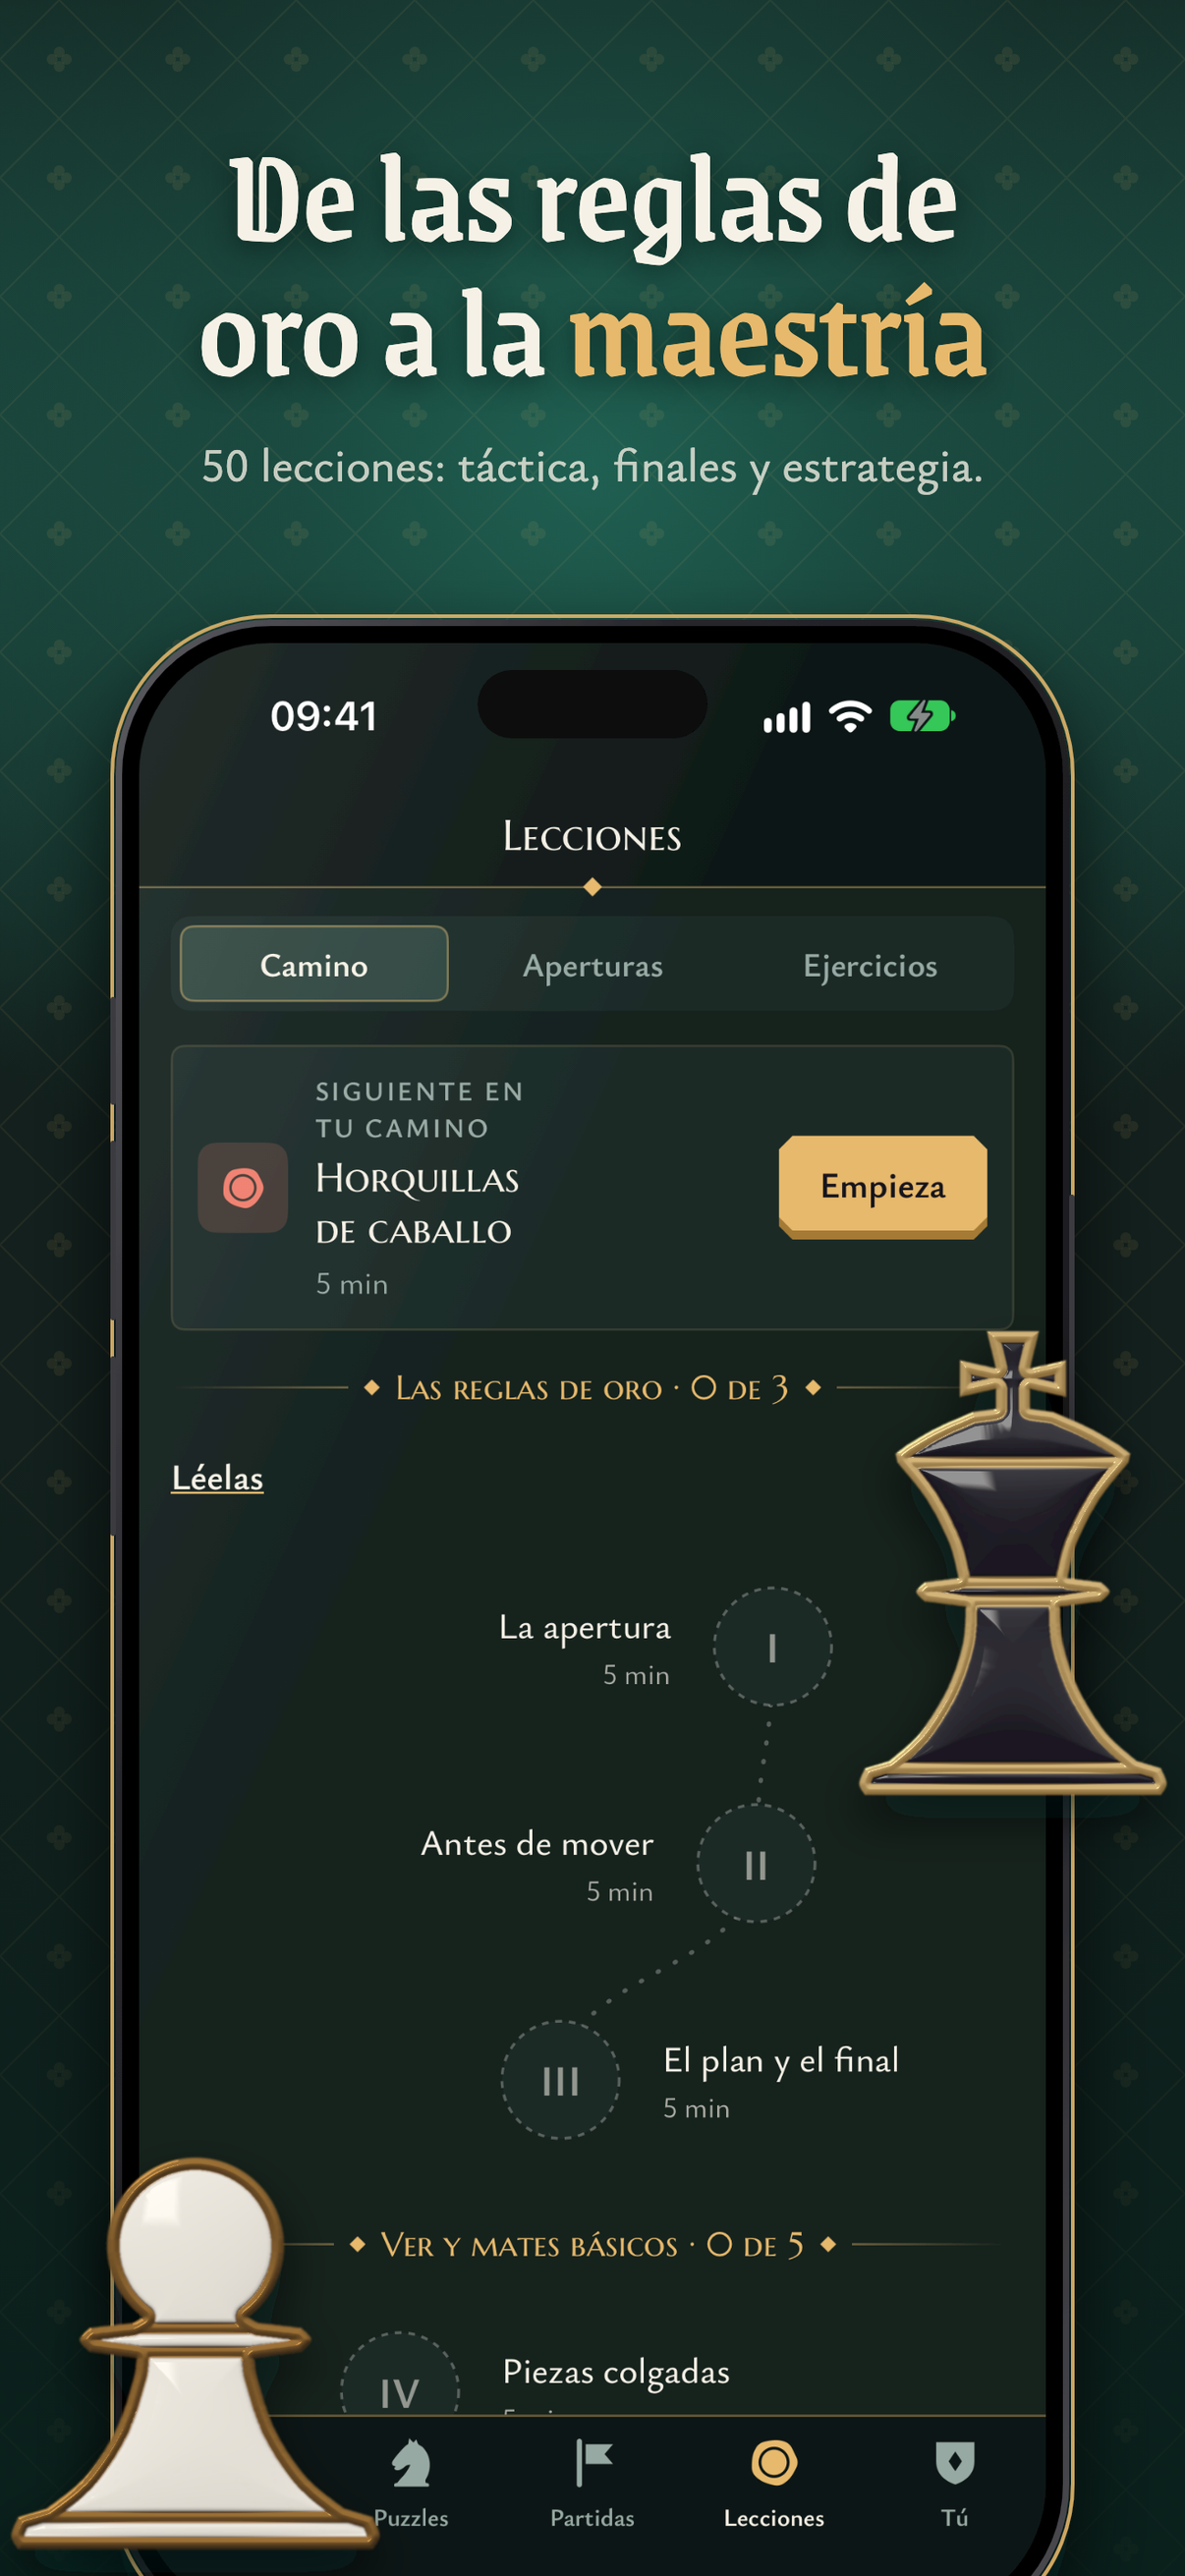 De las reglas de
oro a la maestría
50 lecciones: táctica, finales y estrategia.
09:41
Lecciones
Camino
Aperturas
Ejercicios
SIGUIENTE EN
TU CAMINO
Horquillas
de caballo
5 min
Empieza
Las reglas de oro · 0 de 3
Léelas
La apertura
5 min
I
Antes de mover
5 min
II
III
El plan y el final
5 min
Ver y mates básicos · 0 de 5
IV
Piezas colgadas
Puzzles
Partidas
Lecciones
Tú